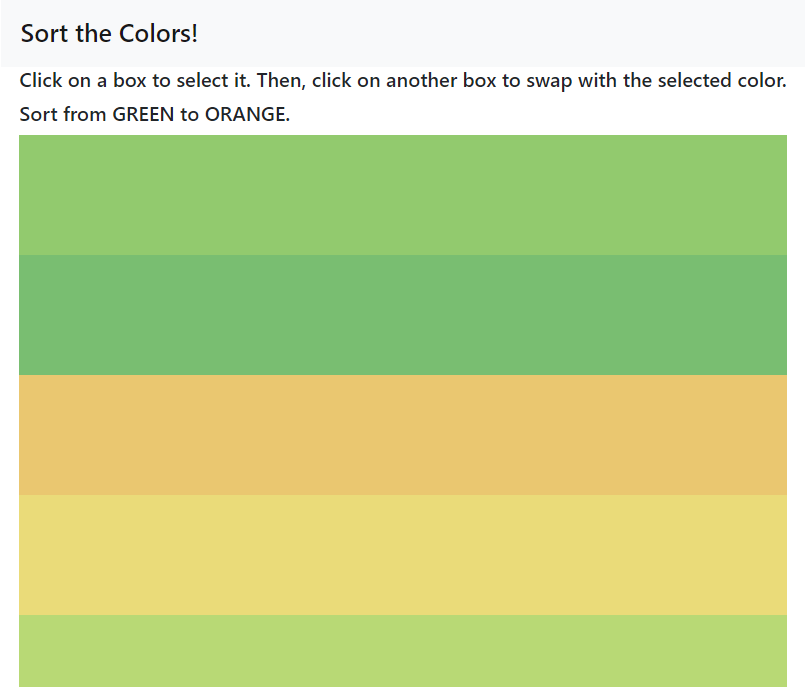 Sort the Colors!
Click on a box to select it. Then, click on another box to swap with the selected color.
Sort from GREEN to ORANGE.